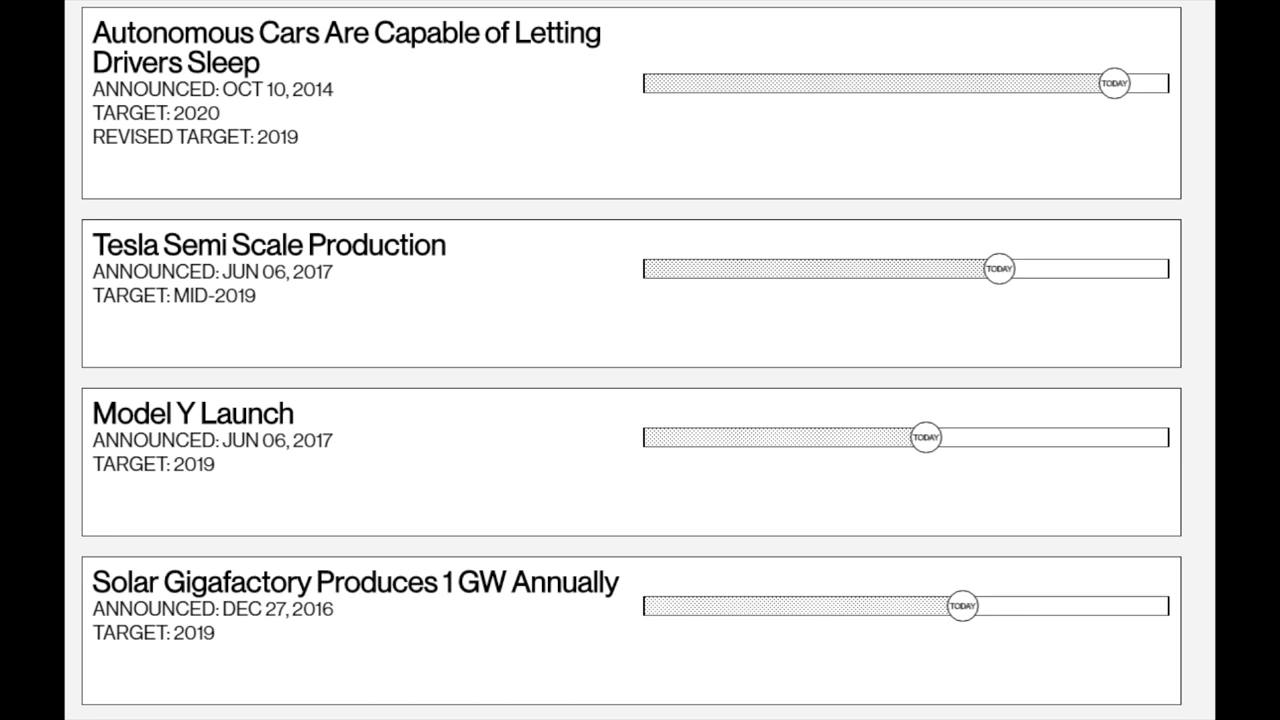 Autonomous Cars Are Capable of Letting
Drivers Sleep
ANNOUNCED: OCT 10, 2014
TARGET: 2020
REVISED TARGET: 2019
TODAY
Tesla Semi Scale Production
ANNOUNCED: JUN 06, 2017
TARGET: MID-2019
TODAY
Model Y Launch
ANNOUNCED: JUN 06, 2017
TARGET: 2019
TODAY
Solar Gigafactory Produces 1 GW Annually
ANNOUNCED: DEC 27, 2016
TARGET: 2019
TODAY